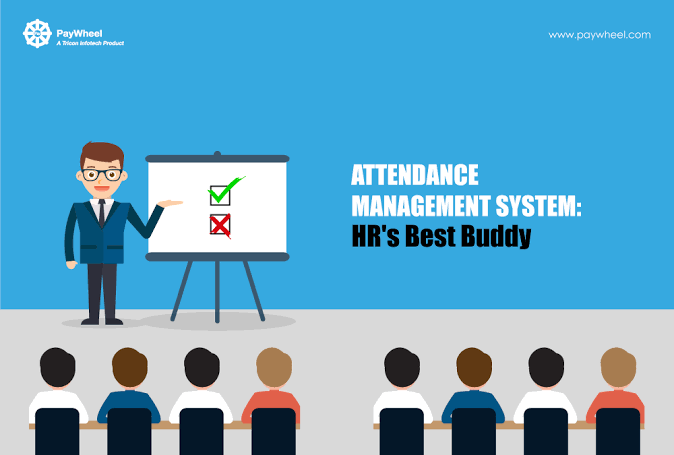 PayWheel
A Tricon Infotech Product
www.paywheel.com
ATTENDANCE
MANAGEMENT SYSTEM:
HR's Best Buddy